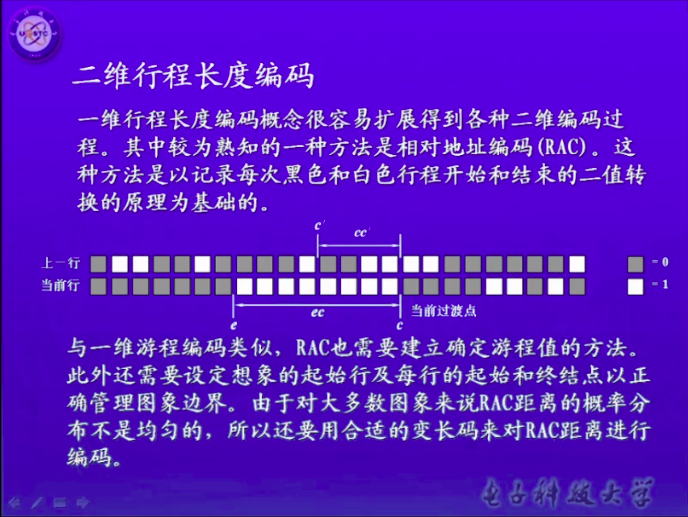 二维行程长度编码
一维行程长度编码概念很容易扩展得到各种二维编码过
程。其中较为熟知的一种方法是相对地址编码(RAC)。这
种方法是以记录每次黑色和白色行程开始和结束的二值转
换的原理为基础的。
c' cc'
上一行 = 0
当前行 = 1
e ec c 当前过渡点
与一维游程编码类似，RAC也需要建立确定游程值的方法。
此外还需要设定想象的起始行及每行的起始和终结点以正
确管理图象边界。由于对大多数图象来说RAC距离的概率分
布不是均匀的，所以还要用合适的变长码来对RAC距离进行
编码。
电子科技大学